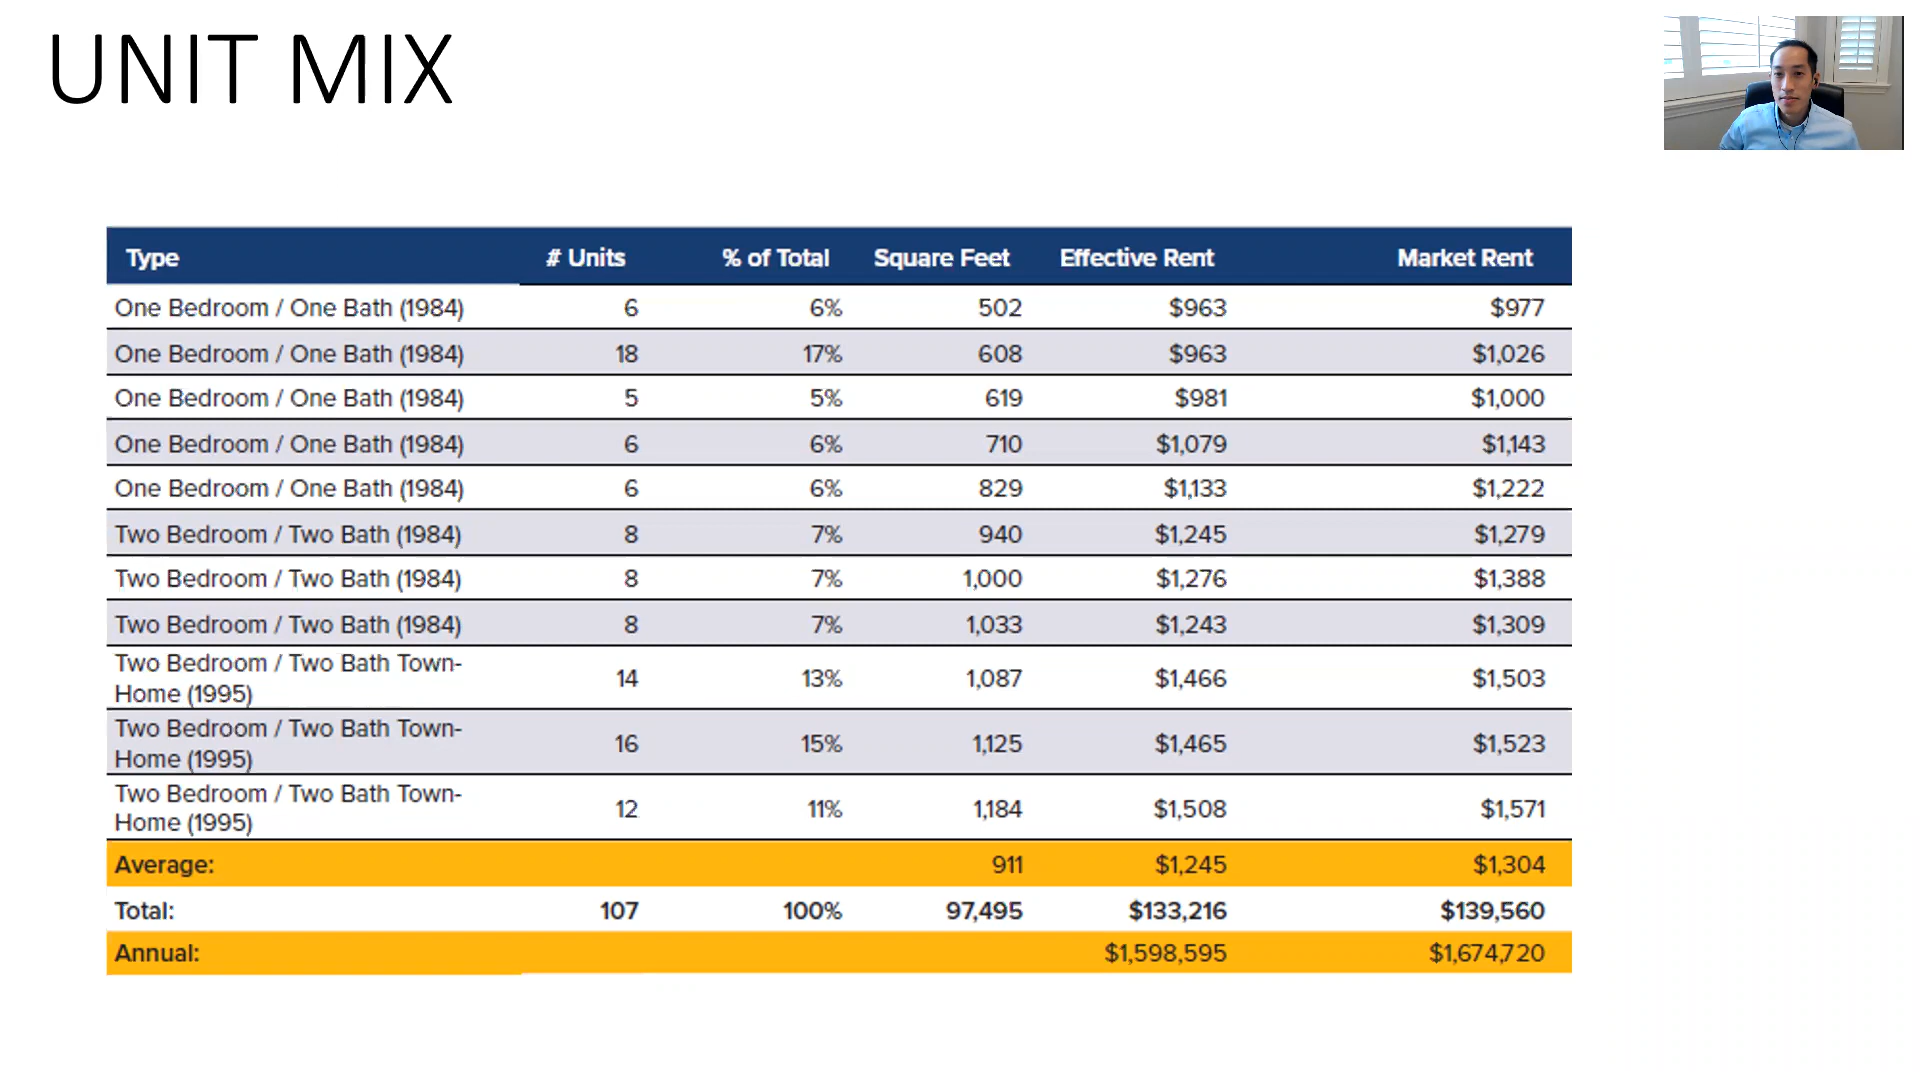 UNIT MIX
Type # Units % of Total Square Feet Effective Rent Market Rent
One Bedroom / One Bath (1984) 6 6% 502 $963 $977
One Bedroom / One Bath (1984) 18 17% 608 $963 $1,026
One Bedroom / One Bath (1984) 5 5% 619 $981 $1,000
One Bedroom / One Bath (1984) 6 6% 710 $1,079 $1,143
One Bedroom / One Bath (1984) 6 6% 829 $1,133 $1,222
Two Bedroom / Two Bath (1984) 8 7% 940 $1,245 $1,279
Two Bedroom / Two Bath (1984) 8 7% 1,000 $1,276 $1,388
Two Bedroom / Two Bath (1984) 8 7% 1,033 $1,243 $1,309
Two Bedroom / Two Bath Town-
Home (1995) 14 13% 1,087 $1,466 $1,503
Two Bedroom / Two Bath Town-
Home (1995) 16 15% 1,125 $1,465 $1,523
Two Bedroom / Two Bath Town-
Home (1995) 12 11% 1,184 $1,508 $1,571
Average: 911 $1,245 $1,304
Total: 107 100% 97,495 $133,216 $139,560
Annual: $1,598,595 $1,674,720